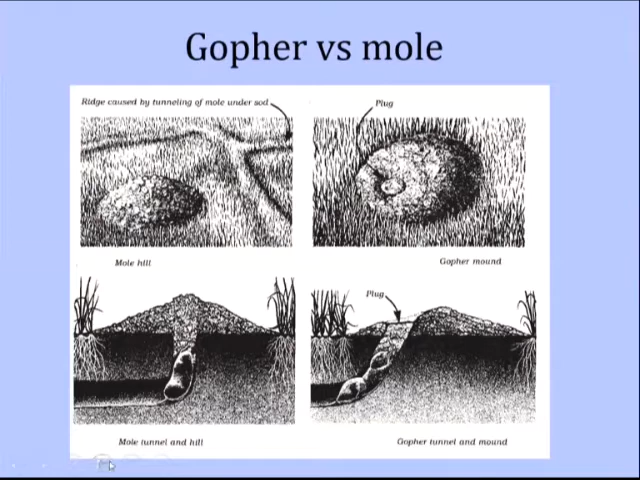 Gopher vs mole
Ridge caused by tunneling of mole under sod
Plug
Mole hill
Gopher mound
Plug
Mole tunnel and hill
Gopher tunnel and mound